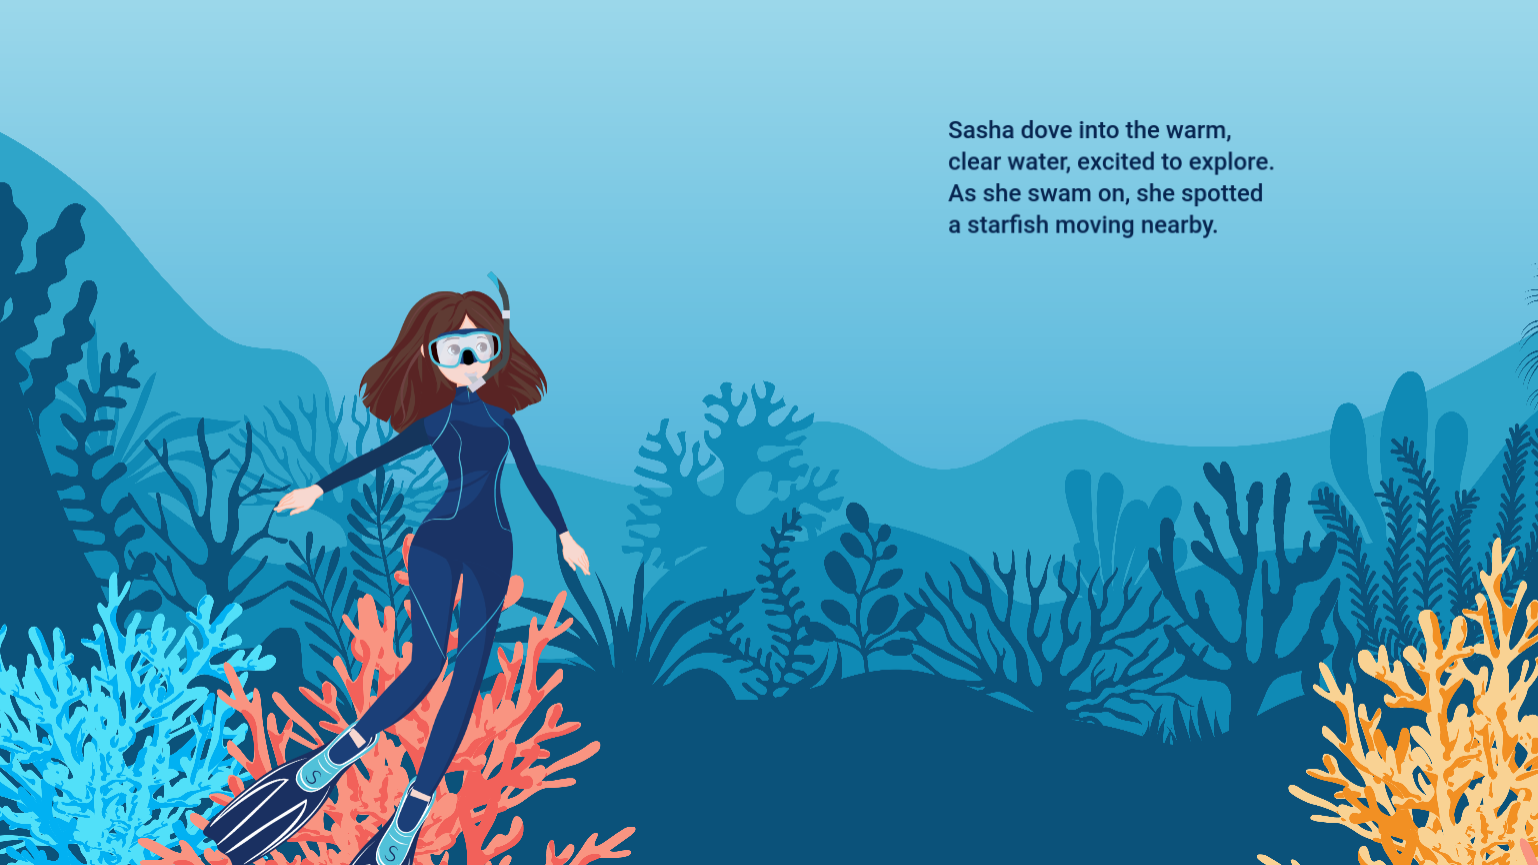 Sasha dove into the warm,
clear water, excited to explore.
As she swam on, she spotted
a starfish moving nearby.
S
S